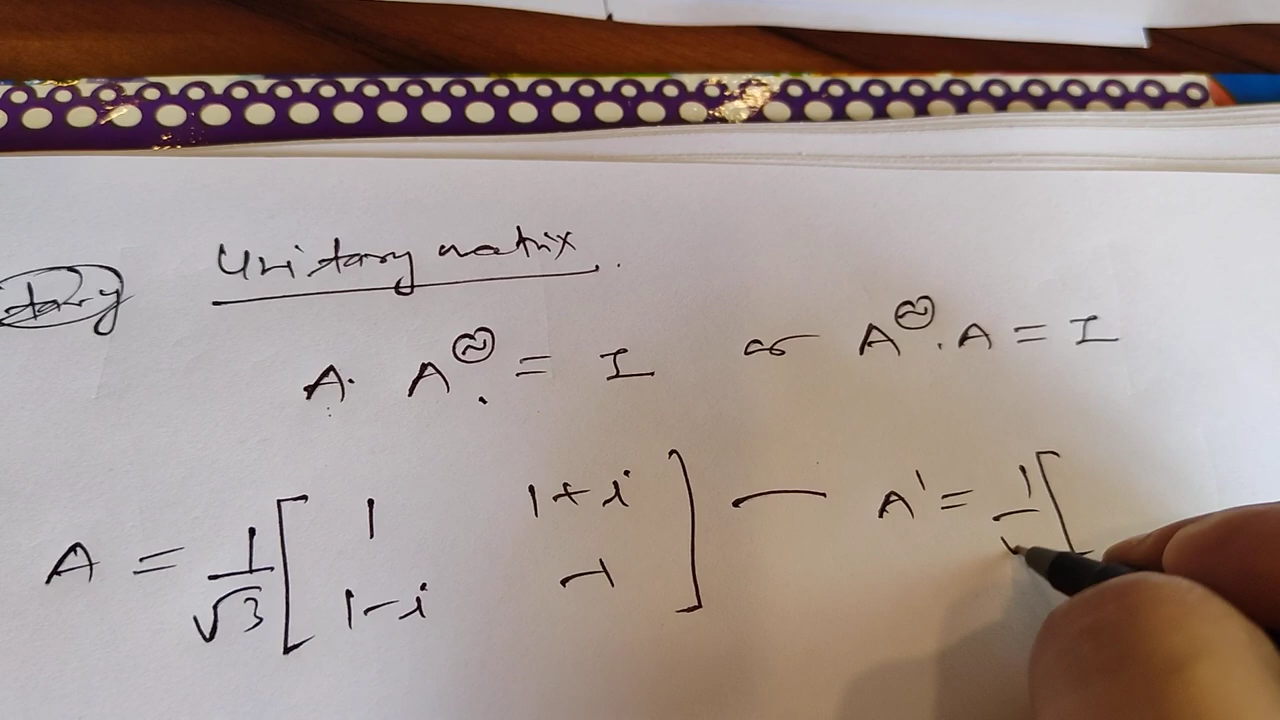 Unitary matrix.
A. A^Θ = I or A^Θ. A = I
A = 1/√3 [ 1 1+i ; 1-i -1 ] — A' = 1/√ [